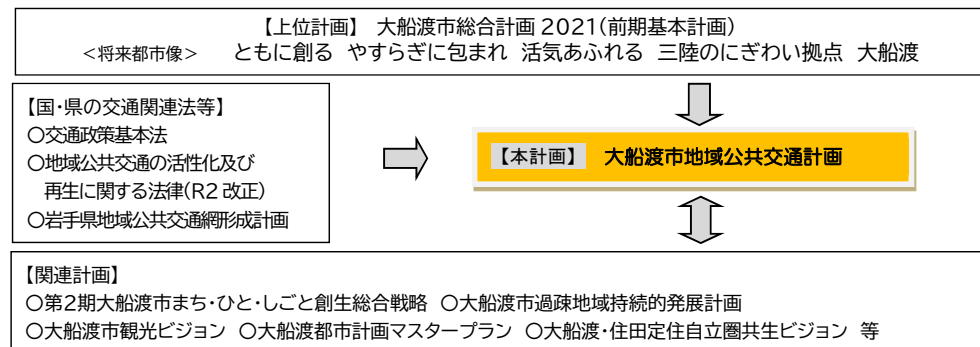 【上位計画】 大船渡市総合計画2021(前期基本計画)
<将来都市像> ともに創る やすらぎに包まれ 活気あふれる 三陸のにぎわい拠点 大船渡
【国・県の交通関連法等】
○交通政策基本法
○地域公共交通の活性化及び
再生に関する法律(R2改正)
○岩手県地域公共交通網形成計画
【本計画】 大船渡市地域公共交通計画
【関連計画】
○第2期大船渡市まち・ひと・しごと創生総合戦略 ○大船渡市過疎地域持続的発展計画
○大船渡市観光ビジョン ○大船渡都市計画マスタープラン ○大船渡・住田定住自立圏共生ビジョン 等